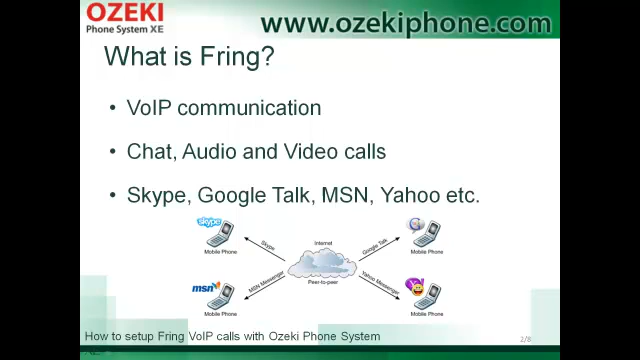 OZEKI
Phone System XE
www.ozekiphone.com
What is Fring?
• VoIP communication
• Chat, Audio and Video calls
• Skype, Google Talk, MSN, Yahoo etc.
skype
Mobile Phone
Skype
Internet
Google Talk
Mobile Phone
Peer-to-peer
msn
Mobile Phone
MSN Messenger
Yahoo Messenger
Mobile Phone
How to setup Fring VoIP calls with Ozeki Phone System
2/8